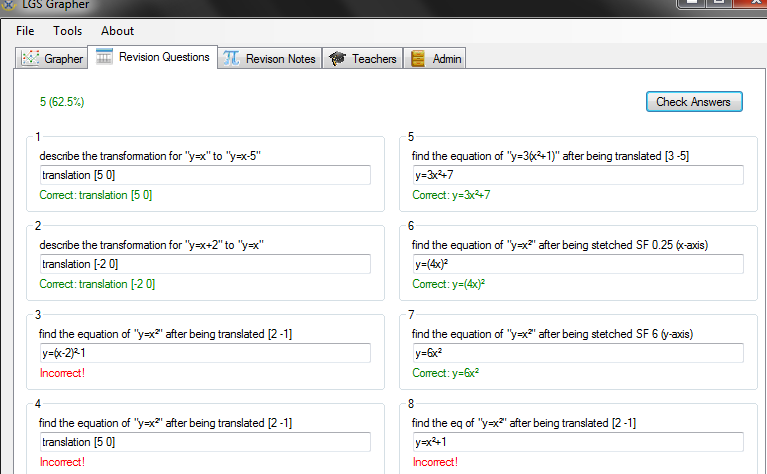 LGS Grapher
File Tools About
Grapher Revision Questions Revison Notes Teachers Admin
5 (62.5%)
Check Answers
1
describe the transformation for "y=x" to "y=x-5"
translation [5 0]
Correct: translation [5 0]
2
describe the transformation for "y=x+2" to "y=x"
translation [-2 0]
Correct: translation [-2 0]
3
find the equation of "y=x²" after being translated [2 -1]
y=(x-2)²-1
Incorrect!
4
find the equation of "y=x²" after being translated [2 -1]
translation [5 0]
Incorrect!
5
find the equation of "y=3(x²+1)" after being translated [3 -5]
y=3x²+7
Correct: y=3x²+7
6
find the equation of "y=x²" after being stetched SF 0.25 (x-axis)
y=(4x)²
Correct: y=(4x)²
7
find the equation of "y=x²" after being stetched SF 6 (y-axis)
y=6x²
Correct: y=6x²
8
find the eq of "y=x²" after being translated [2 -1]
y=x²+1
Incorrect!